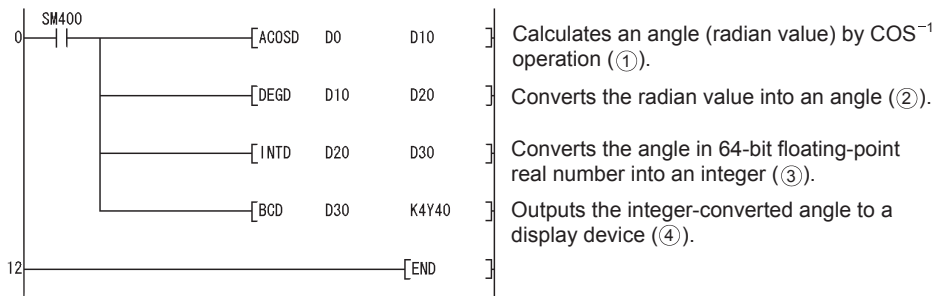 SM400
0 ACOSD D0 D10
Calculates an angle (radian value) by COS⁻¹
operation (①).
DEGD D10 D20
Converts the radian value into an angle (②).
INTD D20 D30
Converts the angle in 64-bit floating-point
real number into an integer (③).
BCD D30 K4Y40
Outputs the integer-converted angle to a
display device (④).
12 END